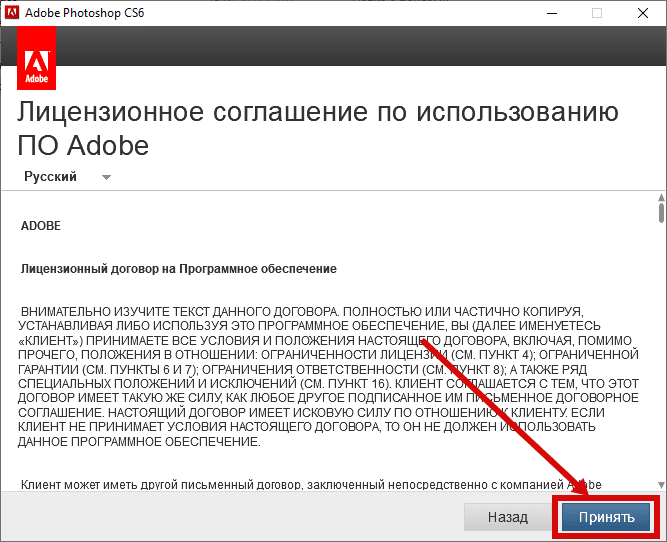 Adobe Photoshop CS6
Adobe
Лицензионное соглашение по использованию
ПО Adobe
Русский
ADOBE
Лицензионный договор на Программное обеспечение
ВНИМАТЕЛЬНО ИЗУЧИТЕ ТЕКСТ ДАННОГО ДОГОВОРА. ПОЛНОСТЬЮ ИЛИ ЧАСТИЧНО КОПИРУЯ,
УСТАНАВЛИВАЯ ЛИБО ИСПОЛЬЗУЯ ЭТО ПРОГРАММНОЕ ОБЕСПЕЧЕНИЕ, ВЫ (ДАЛЕЕ ИМЕНУЕТЕСЬ
«КЛИЕНТ») ПРИНИМАЕТЕ ВСЕ УСЛОВИЯ И ПОЛОЖЕНИЯ НАСТОЯЩЕГО ДОГОВОРА, ВКЛЮЧАЯ, ПОМИМО
ПРОЧЕГО, ПОЛОЖЕНИЯ В ОТНОШЕНИИ: ОГРАНИЧЕННОСТИ ЛИЦЕНЗИИ (СМ. ПУНКТ 4); ОГРАНИЧЕННОЙ
ГАРАНТИИ (СМ. ПУНКТЫ 6 И 7); ОГРАНИЧЕНИЯ ОТВЕТСТВЕННОСТИ (СМ. ПУНКТ 8); А ТАКЖЕ РЯД
СПЕЦИАЛЬНЫХ ПОЛОЖЕНИЙ И ИСКЛЮЧЕНИЙ (СМ. ПУНКТ 16). КЛИЕНТ СОГЛАШАЕТСЯ С ТЕМ, ЧТО ЭТОТ
ДОГОВОР ИМЕЕТ ТАКУЮ ЖЕ СИЛУ, КАК ЛЮБОЕ ДРУГОЕ ПОДПИСАННОЕ ИМ ПИСЬМЕННОЕ ДОГОВОРНОЕ
СОГЛАШЕНИЕ. НАСТОЯЩИЙ ДОГОВОР ИМЕЕТ ИСКОВУЮ СИЛУ ПО ОТНОШЕНИЮ К КЛИЕНТУ. ЕСЛИ
КЛИЕНТ НЕ ПРИНИМАЕТ УСЛОВИЯ НАСТОЯЩЕГО ДОГОВОРА, ТО ОН НЕ ДОЛЖЕН ИСПОЛЬЗОВАТЬ
ДАННОЕ ПРОГРАММНОЕ ОБЕСПЕЧЕНИЕ.
Клиент может иметь другой письменный договор, заключенный непосредственно с компанией Adobe
Назад
Принять